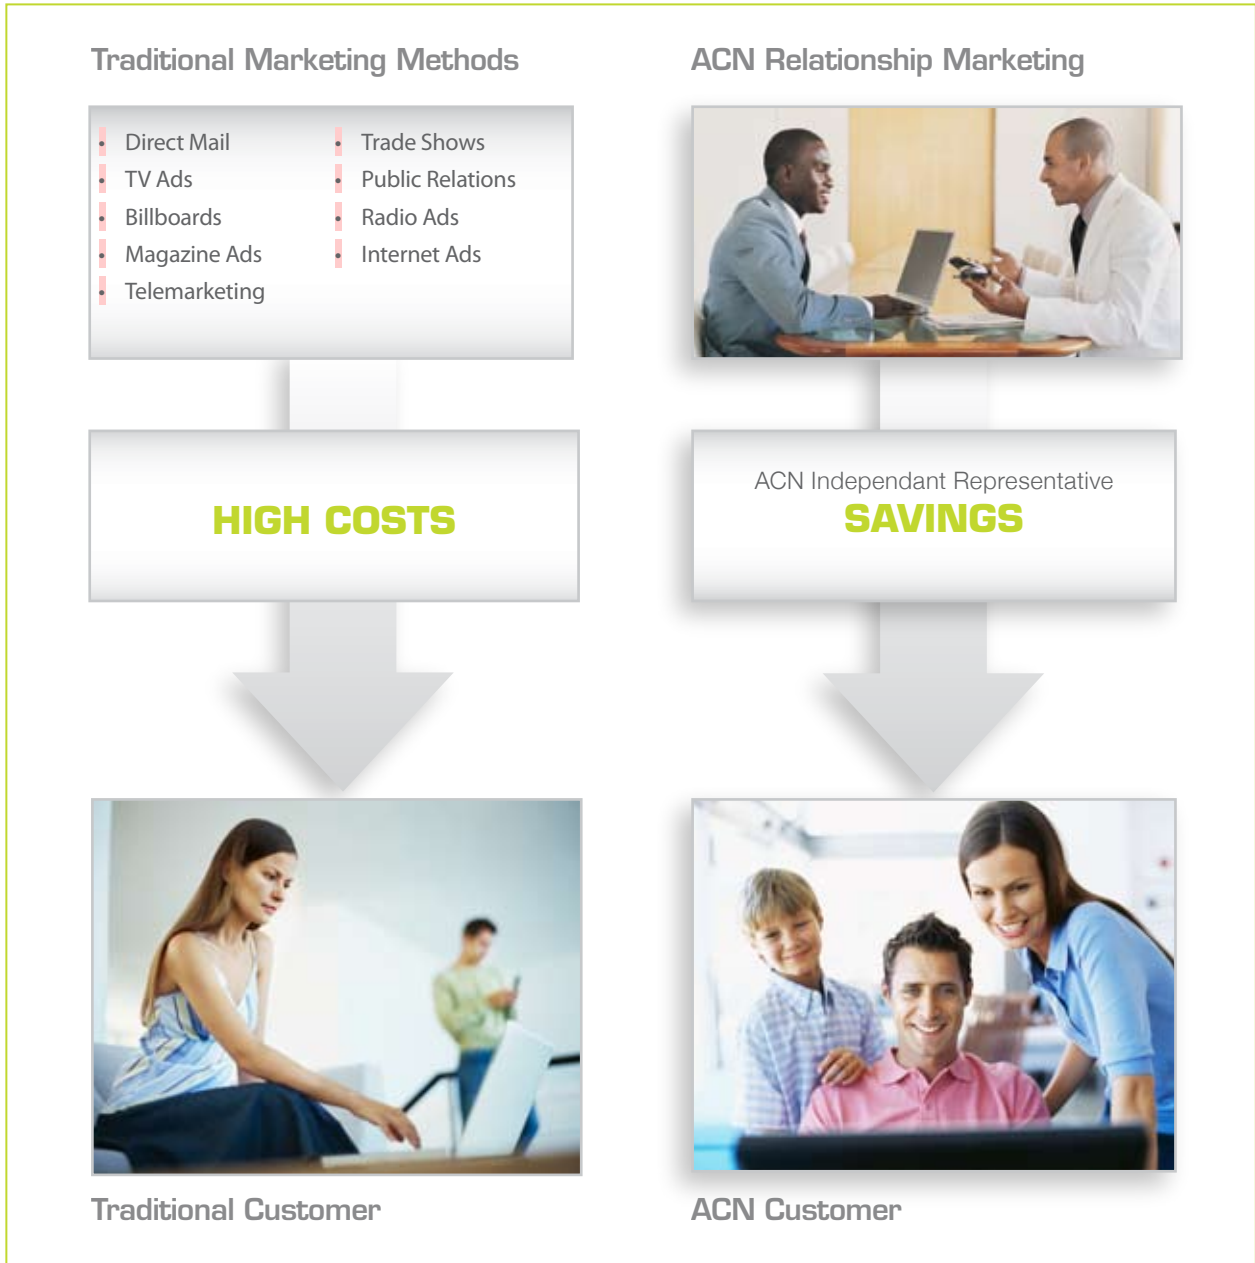 Traditional Marketing Methods
• Direct Mail
• TV Ads
• Billboards
• Magazine Ads
• Telemarketing
• Trade Shows
• Public Relations
• Radio Ads
• Internet Ads
HIGH COSTS
Traditional Customer
ACN Relationship Marketing
ACN Independant Representative
SAVINGS
ACN Customer